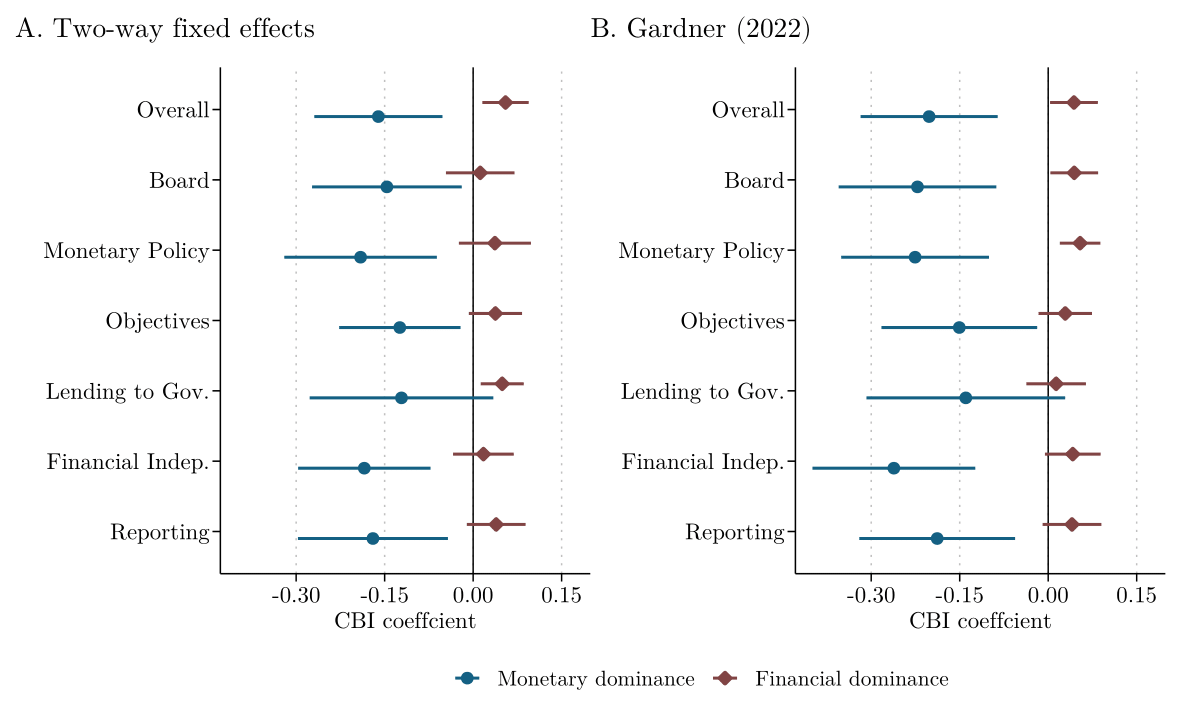 A. Two-way fixed effects
Overall
Board
Monetary Policy
Objectives
Lending to Gov.
Financial Indep.
Reporting
-0.30 -0.15 0.00 0.15
CBI coeffcient
B. Gardner (2022)
Overall
Board
Monetary Policy
Objectives
Lending to Gov.
Financial Indep.
Reporting
-0.30 -0.15 0.00 0.15
CBI coeffcient
Monetary dominance Financial dominance